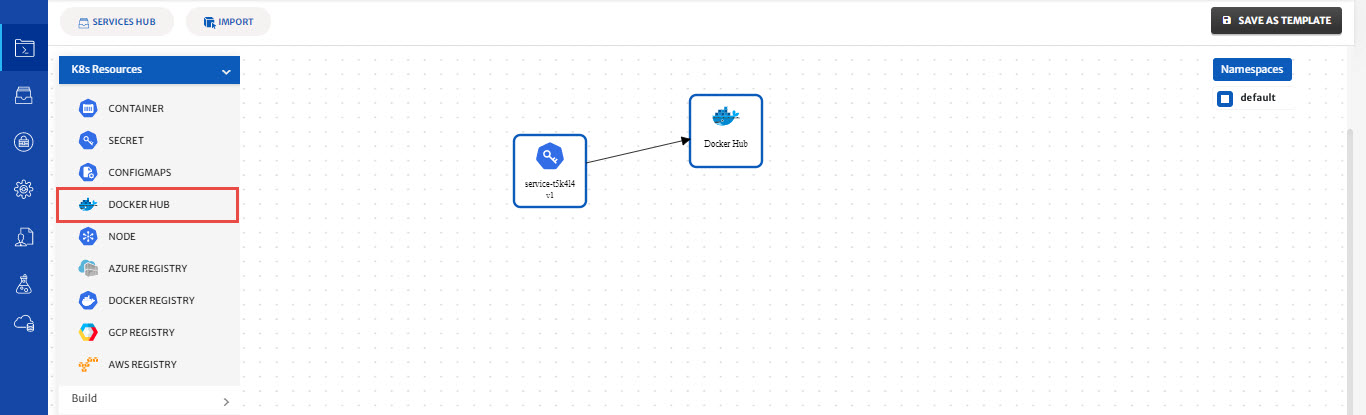 SERVICES HUB
IMPORT
SAVE AS TEMPLATE
K8s Resources
CONTAINER
SECRET
CONFIGMAPS
DOCKER HUB
NODE
AZURE REGISTRY
DOCKER REGISTRY
GCP REGISTRY
AWS REGISTRY
Build
Docker Hub
service-t5k4l4
v1
Namespaces
default